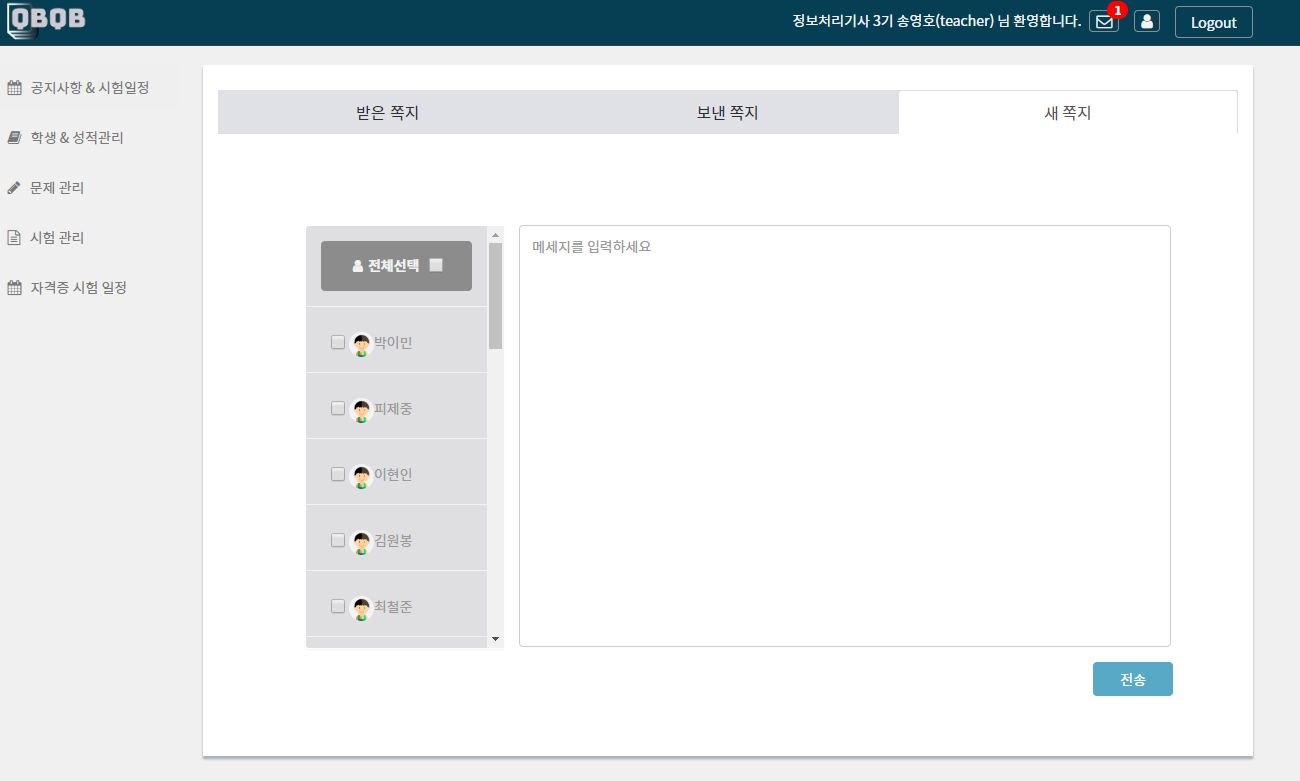 QBQB
정보처리기사 3기 송영호(teacher) 님 환영합니다.
1
Logout
공지사항 & 시험일정
학생 & 성적관리
문제 관리
시험 관리
자격증 시험 일정
받은 쪽지
보낸 쪽지
새 쪽지
전체선택
박이민
피제중
이현인
김원봉
최철준
메세지를 입력하세요
전송